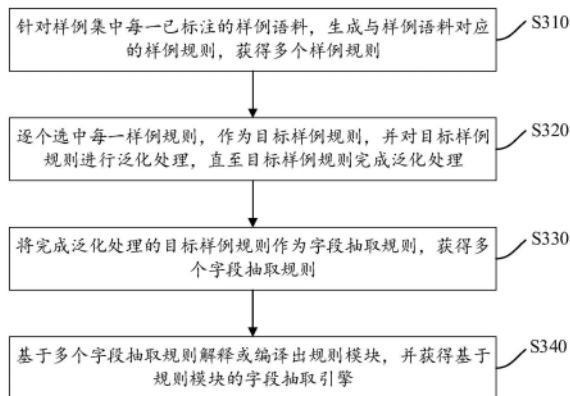 针对样例集中每一已标注的样例语料，生成与样例语料对应
的样例规则，获得多个样例规则
S310
逐个选中每一样例规则，作为目标样例规则，并对目标样例
规则进行泛化处理，直至目标样例规则完成泛化处理
S320
将完成泛化处理的目标样例规则作为字段抽取规则，获得多
个字段抽取规则
S330
基于多个字段抽取规则解释或编译出规则模块，并获得基于
规则模块的字段抽取引擎
S340